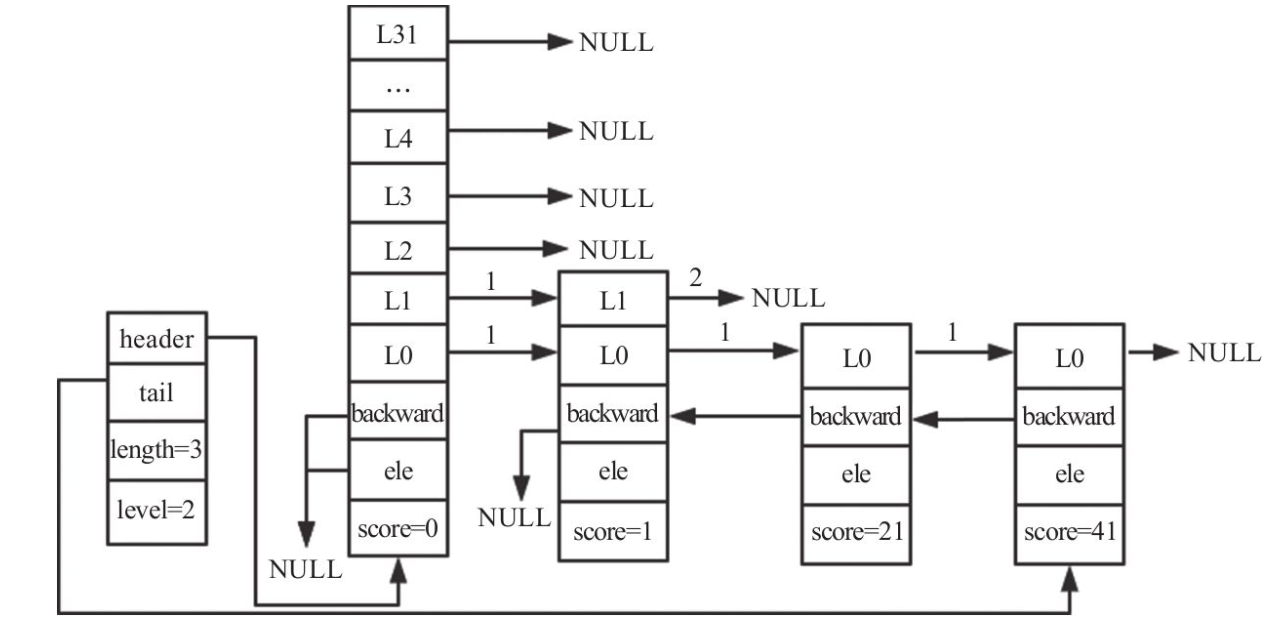 L31
NULL
...
L4
NULL
L3
NULL
L2
NULL
L1
1
L1
2
NULL
header
L0
1
L0
1
L0
1
L0
NULL
tail
backward
backward
backward
backward
length=3
ele
ele
ele
ele
level=2
score=0
NULL
score=1
score=21
score=41
NULL